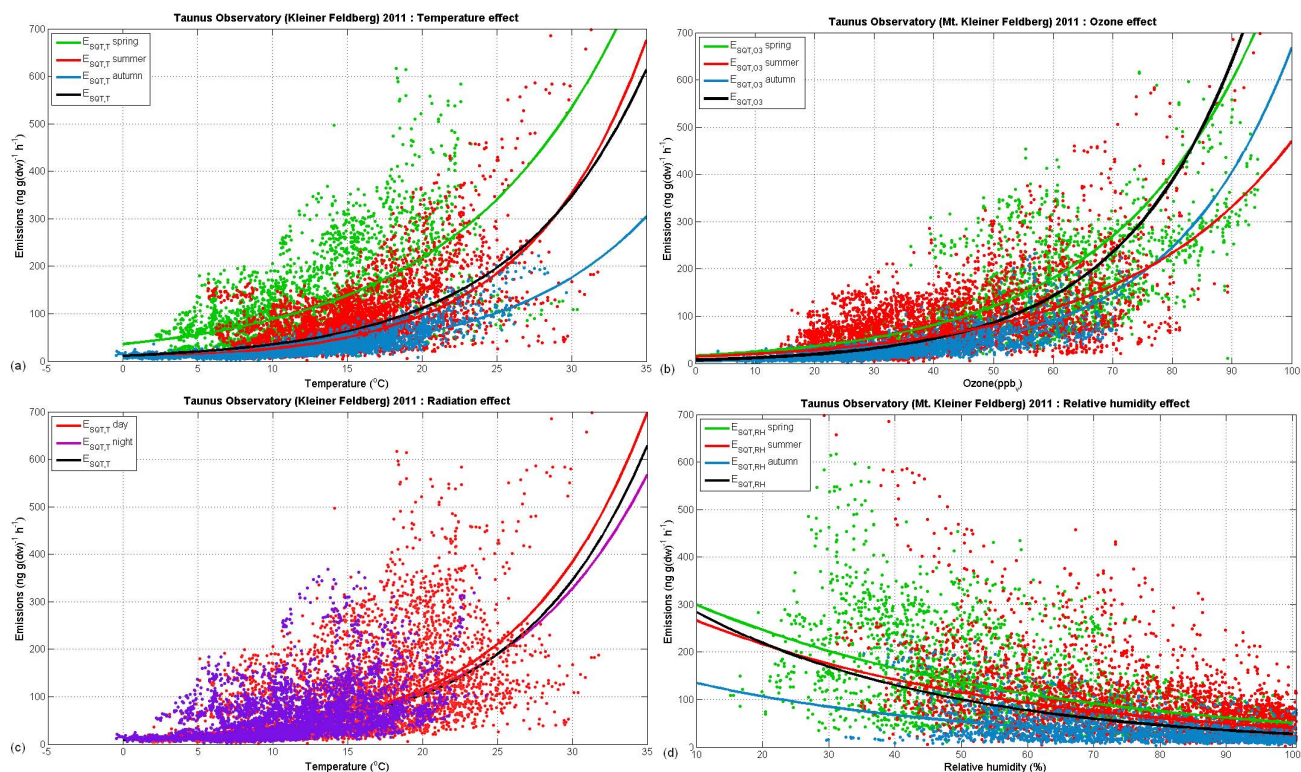 Taunus Observatory (Kleiner Feldberg) 2011 : Temperature effect
700
600
500
400
300
200
100
0
Emissions (ng g(dw)⁻¹ h⁻¹)
E_SQT,T spring
E_SQT,T summer
E_SQT,T autumn
E_SQT,T
-5 0 5 10 15 20 25 30 35
(a)
Temperature (°C)
Taunus Observatory (Mt. Kleiner Feldberg) 2011 : Ozone effect
700
600
500
400
300
200
100
0
Emissions (ng g(dw)⁻¹ h⁻¹)
E_SQT,O3 spring
E_SQT,O3 summer
E_SQT,O3 autumn
E_SQT,O3
0 10 20 30 40 50 60 70 80 90 100
(b)
Ozone(ppb_v)
Taunus Observatory (Kleiner Feldberg) 2011 : Radiation effect
700
600
500
400
300
200
100
0
Emissions (ng g(dw)⁻¹ h⁻¹)
E_SQT,T day
E_SQT,T night
E_SQT,T
-5 0 5 10 15 20 25 30 35
(c)
Temperature (°C)
Taunus Observatory (Mt. Kleiner Feldberg) 2011 : Relative humidity effect
700
600
500
400
300
200
100
0
Emissions (ng g(dw)⁻¹ h⁻¹)
E_SQT,RH spring
E_SQT,RH summer
E_SQT,RH autumn
E_SQT,RH
10 20 30 40 50 60 70 80 90 100
(d)
Relative humidity (%)